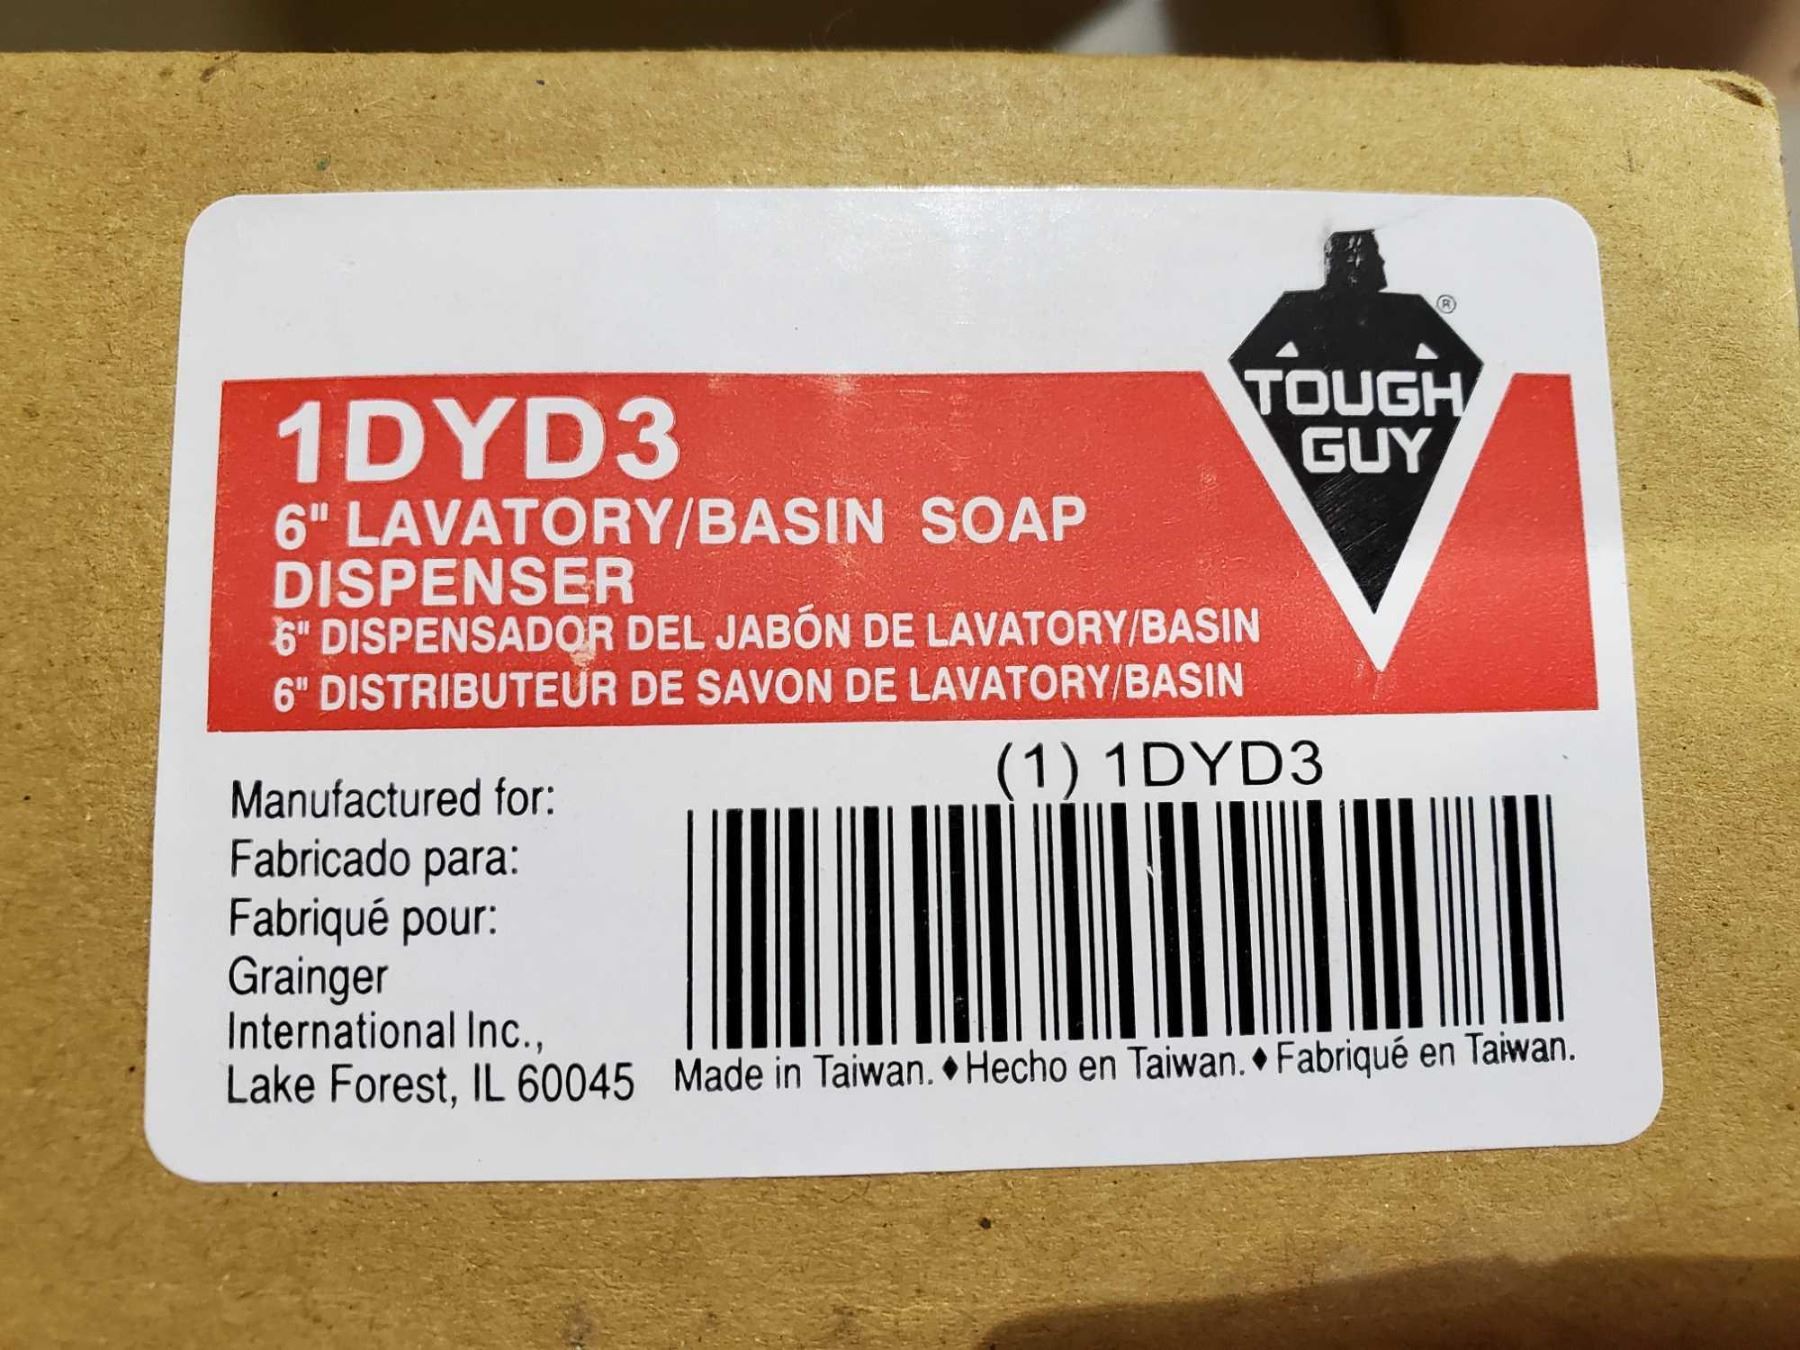 ®
TOUGH
GUY
1DYD3
6" LAVATORY/BASIN SOAP
DISPENSER
6" DISPENSADOR DEL JABÓN DE LAVATORY/BASIN
6" DISTRIBUTEUR DE SAVON DE LAVATORY/BASIN
Manufactured for:
Fabricado para:
Fabriqué pour:
Grainger
International Inc.,
Lake Forest, IL 60045
(1) 1DYD3
Made in Taiwan.♦Hecho en Taiwan.♦Fabriqué en Taiwan.